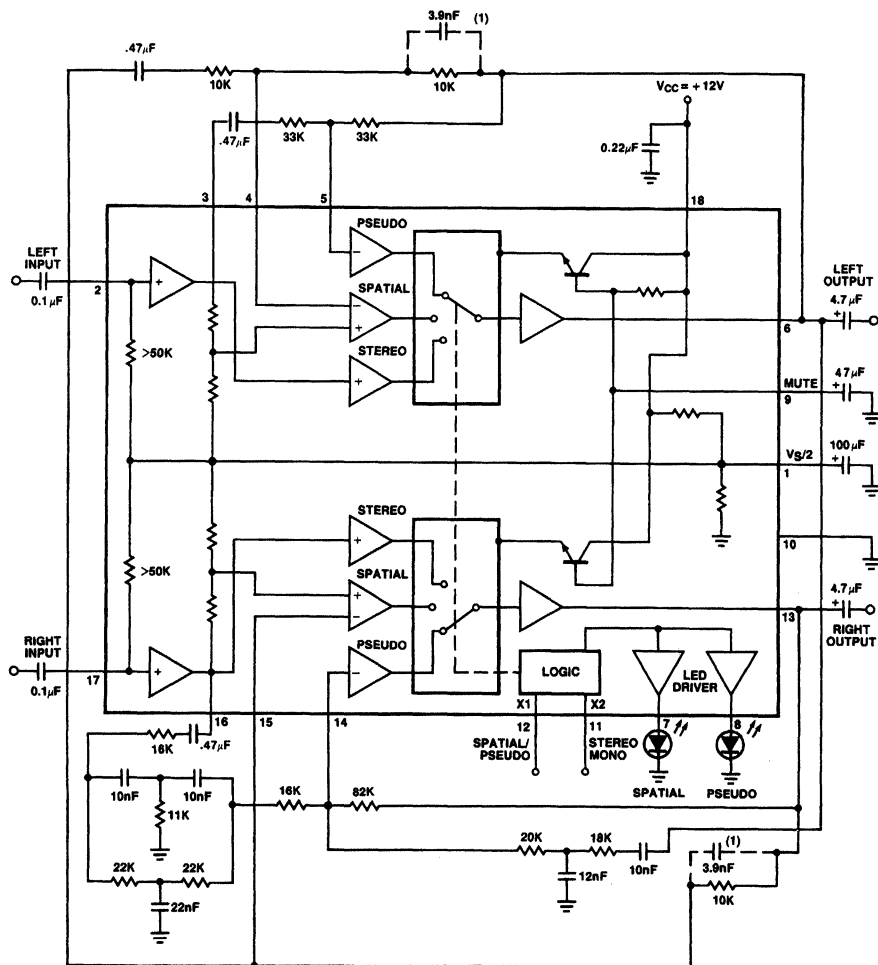 3.9nF (1)
.47μF
10K
10K
VCC = +12V
.47μF
33K
33K
0.22μF
3
4
5
18
PSEUDO
LEFT
INPUT
2
0.1μF
+
−
SPATIAL
−
+
LEFT
OUTPUT
4.7μF
+
6
>50K
STEREO
+
MUTE
9
47μF
+
VS/2
1
100μF
+
STEREO
+
10
>50K
SPATIAL
+
−
4.7μF
+
13
RIGHT
OUTPUT
RIGHT
INPUT
17
0.1μF
+
PSEUDO
−
LOGIC
LED
DRIVER
X1
X2
16
15
14
12
11
7
8
16K
.47μF
SPATIAL/
PSEUDO
STEREO
MONO
SPATIAL
PSEUDO
10nF
10nF
11K
16K
82K
20K
18K
10nF
12nF
(1)
3.9nF
10K
22K
22K
22nF